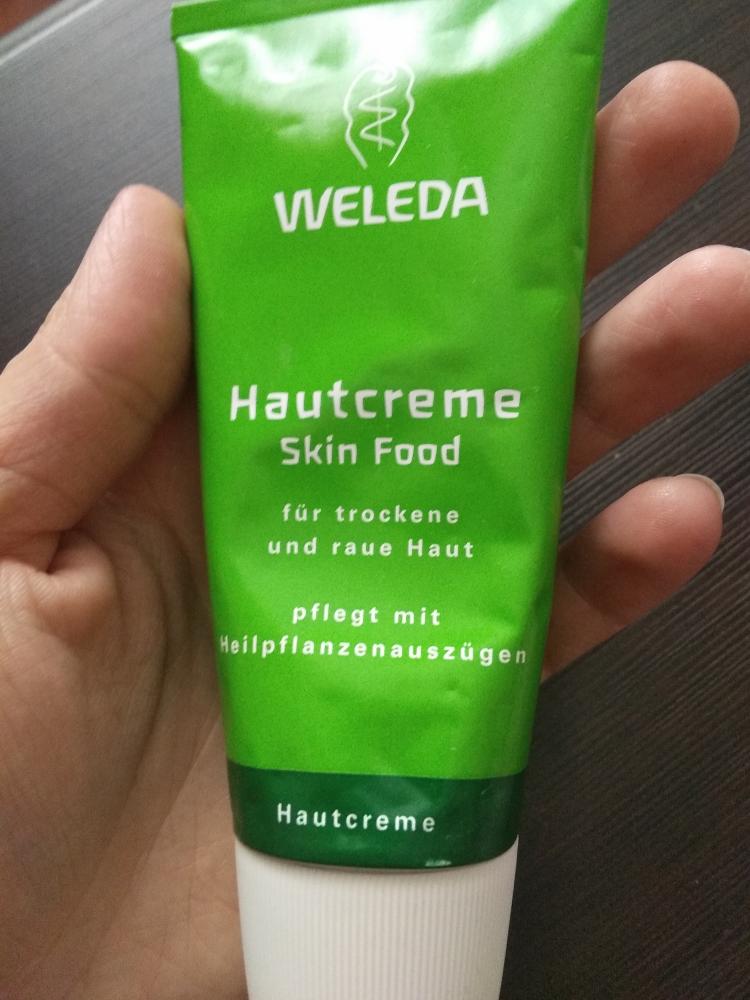 WELEDA
Hautcreme
Skin Food
für trockene
und raue Haut
pflegt mit
Heilpflanzenauszügen
Hautcreme